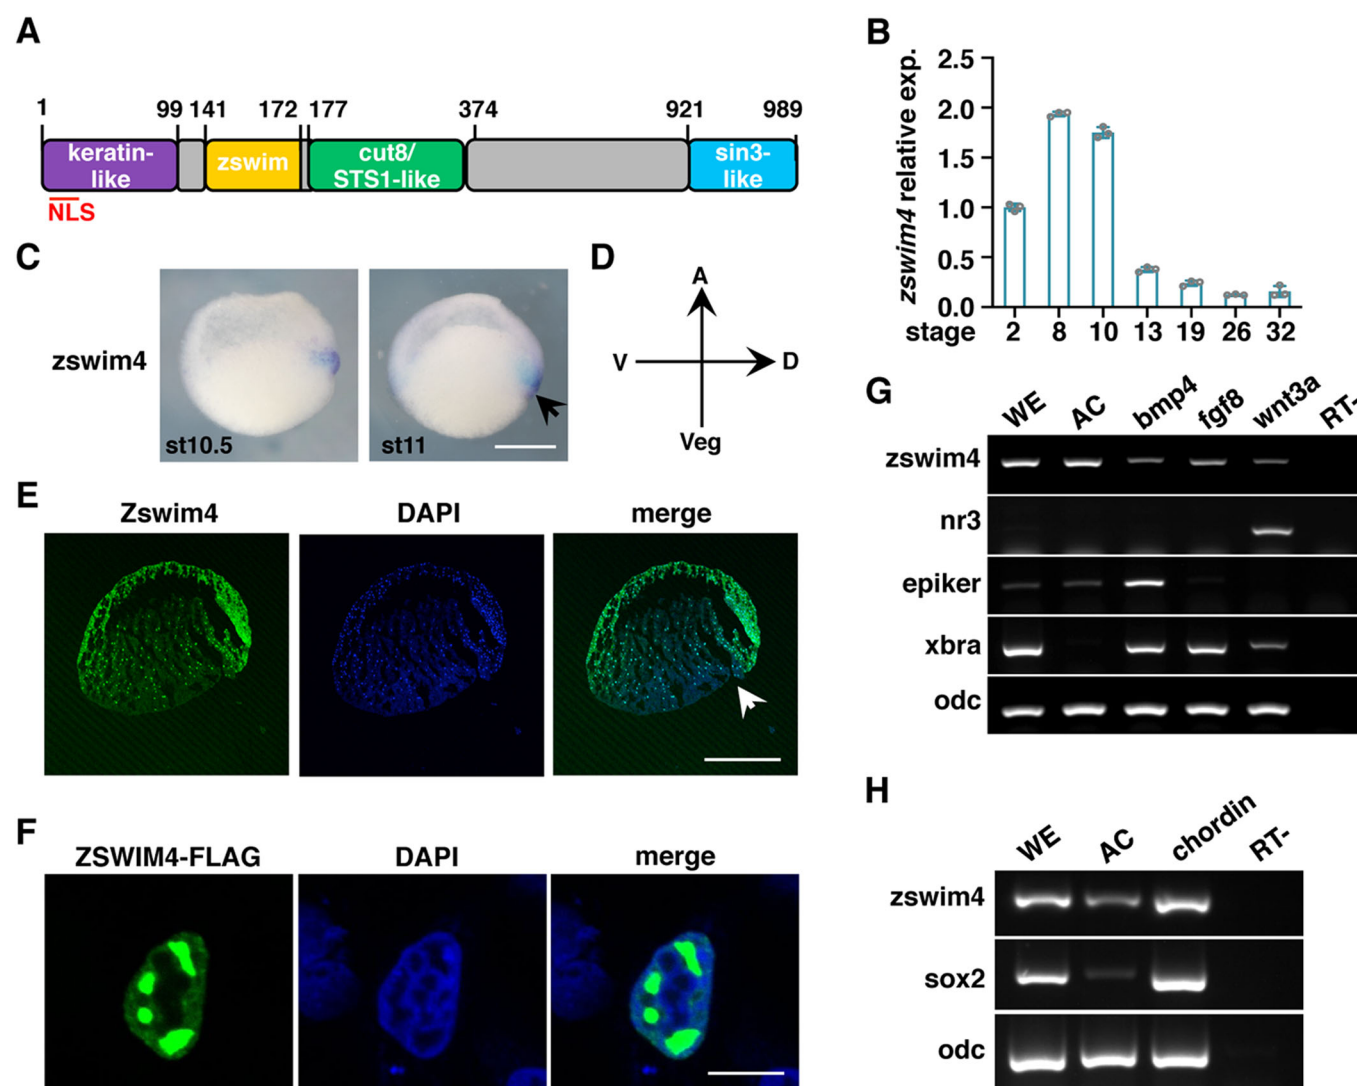 A
1 99 141 172 177 374 921 989
keratin-
like
zswim
cut8/
STS1-like
sin3-
like
NLS
B
zswim4 relative exp.
2.5
2.0
1.5
1.0
0.5
0.0
stage 2 8 10 13 19 26 32
C
zswim4
st10.5
st11
D
A
V
D
Veg
E
Zswim4 DAPI merge
F
ZSWIM4-FLAG DAPI merge
G
WE AC bmp4 fgf8 wnt3a RT-
zswim4
nr3
epiker
xbra
odc
H
WE AC chordin RT-
zswim4
sox2
odc